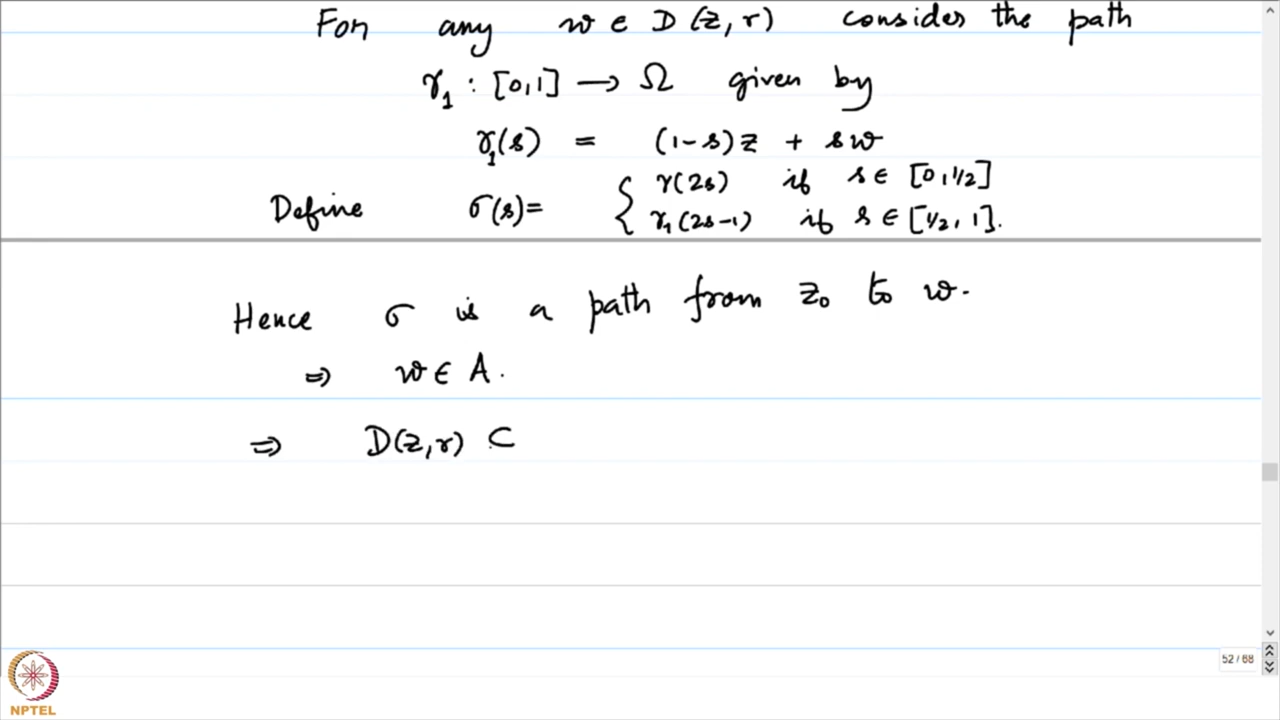 For any w ∈ D(z, r) consider the path
γ₁ : [0,1] → Ω given by
γ₁(s) = (1-s)z + sw
Define σ(s) = { γ(2s) if s ∈ [0, 1/2]
γ₁(2s-1) if s ∈ [1/2, 1].
Hence σ is a path from z₀ to w.
⇒ w ∈ A.
⇒ D(z,r) ⊂
52 / 68
NPTEL